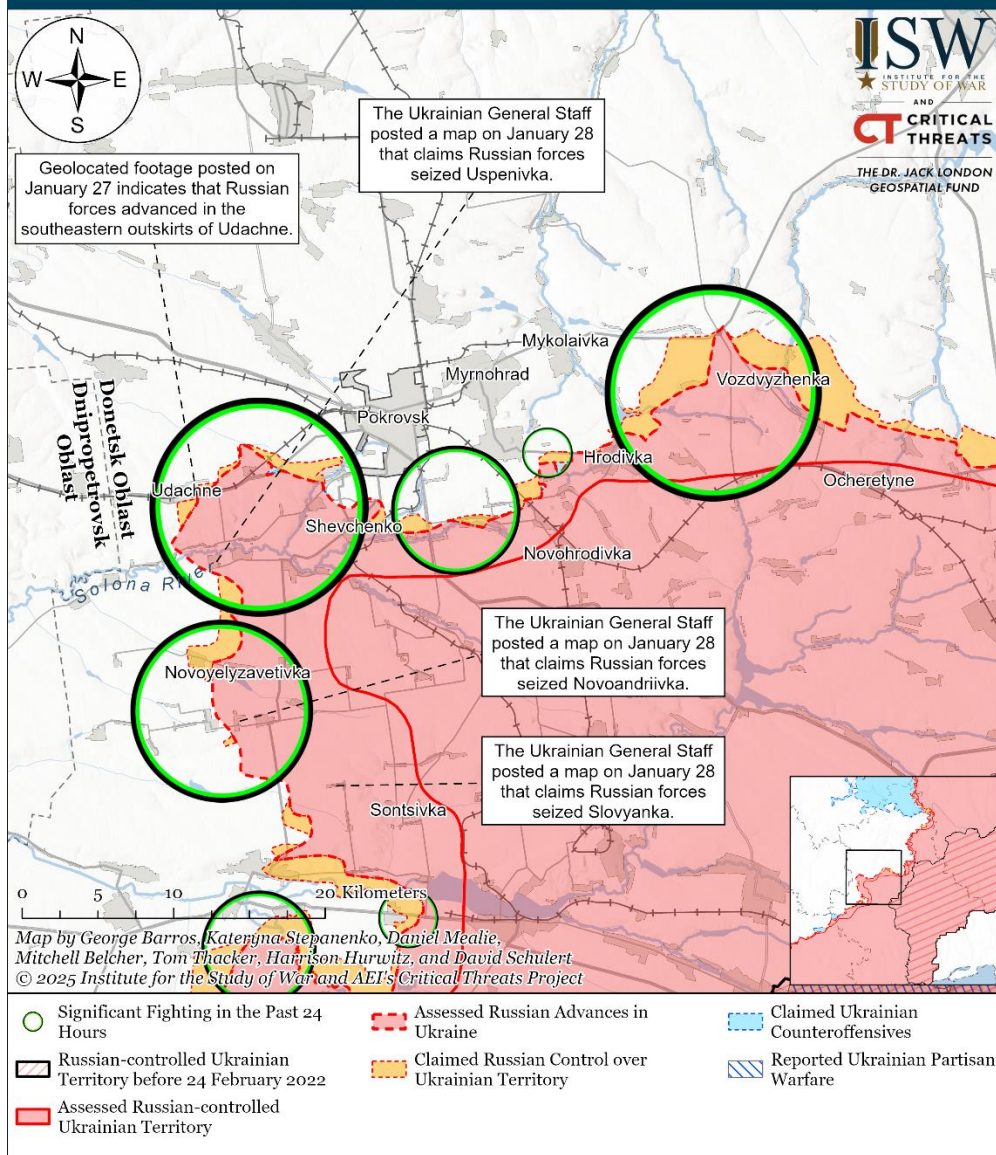 N
W
E
S
ISW
INSTITUTE FOR THE
STUDY OF WAR
AND
CT CRITICAL
THREATS
THE DR. JACK LONDON
GEOSPATIAL FUND
The Ukrainian General Staff
posted a map on January 28
that claims Russian forces
seized Uspenivka.
Geolocated footage posted on
January 27 indicates that Russian
forces advanced in the
southeastern outskirts of Udachne.
Mykolaivka
Myrnohrad
Vozdvyzhenka
Pokrovsk
Donetsk Oblast
Dnipropetrovsk
Oblast
Hrodivka
Ocheretyne
Udachne
Shevchenko
Novohrodivka
Solona River
The Ukrainian General Staff
posted a map on January 28
that claims Russian forces
seized Novoandriivka.
Novoyelyzavetivka
The Ukrainian General Staff
posted a map on January 28
that claims Russian forces
seized Slovyanka.
Sontsivka
0 5 10 20 Kilometers
Map by George Barros, Kateryna Stepanenko, Daniel Mealie,
Mitchell Belcher, Tom Thacker, Harrison Hurwitz, and David Schulert
© 2025 Institute for the Study of War and AEI's Critical Threats Project
Significant Fighting in the Past 24
Hours
Russian-controlled Ukrainian
Territory before 24 February 2022
Assessed Russian-controlled
Ukrainian Territory
Assessed Russian Advances in
Ukraine
Claimed Russian Control over
Ukrainian Territory
Claimed Ukrainian
Counteroffensives
Reported Ukrainian Partisan
Warfare